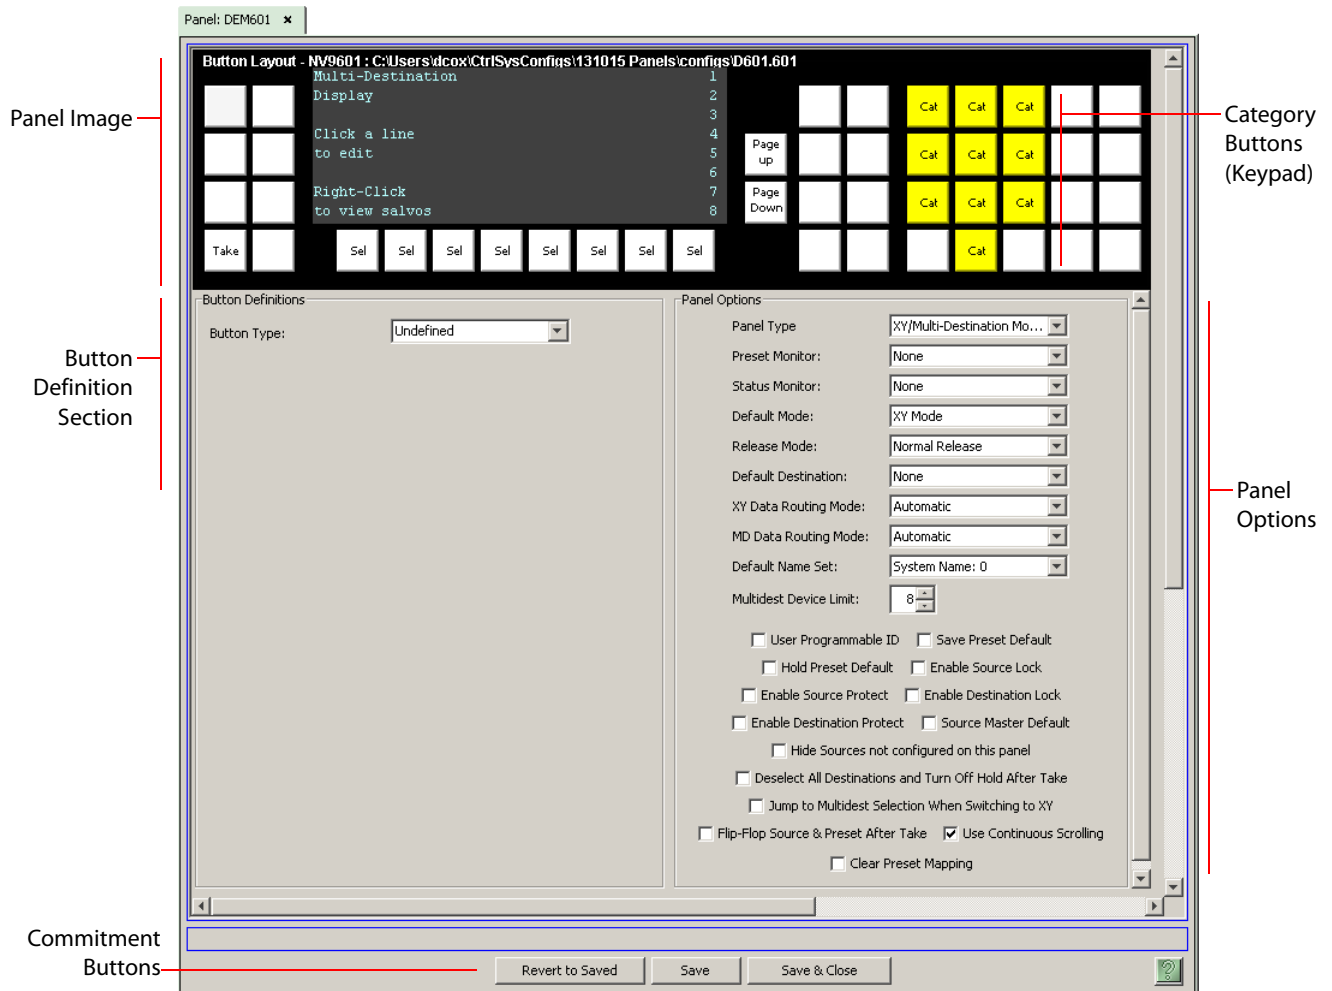 Panel: DEM601 ×
Button Layout - NV9601 : C:\Users\dcox\CtrlSysConfigs\131015 Panels\configs\D601.601
Multi-Destination 1
Display 2
3
Click a line 4
to edit 5
6
Right-Click 7
to view salvos 8
Page up
Page Down
Cat Cat Cat
Cat Cat Cat
Cat Cat Cat
Take Sel Sel Sel Sel Sel Sel Sel Sel Cat
Panel Image
Category
Buttons
(Keypad)
Button
Definition
Section
Button Definitions
Button Type: Undefined
Panel Options
Panel Type XY/Multi-Destination Mo...
Preset Monitor: None
Status Monitor: None
Default Mode: XY Mode
Release Mode: Normal Release
Default Destination: None
XY Data Routing Mode: Automatic
MD Data Routing Mode: Automatic
Default Name Set: System Name: 0
Multidest Device Limit: 8
User Programmable ID Save Preset Default
Hold Preset Default Enable Source Lock
Enable Source Protect Enable Destination Lock
Enable Destination Protect Source Master Default
Hide Sources not configured on this panel
Deselect All Destinations and Turn Off Hold After Take
Jump to Multidest Selection When Switching to XY
Flip-Flop Source & Preset After Take Use Continuous Scrolling
Clear Preset Mapping
Panel
Options
Commitment
Buttons
Revert to Saved Save Save & Close ?